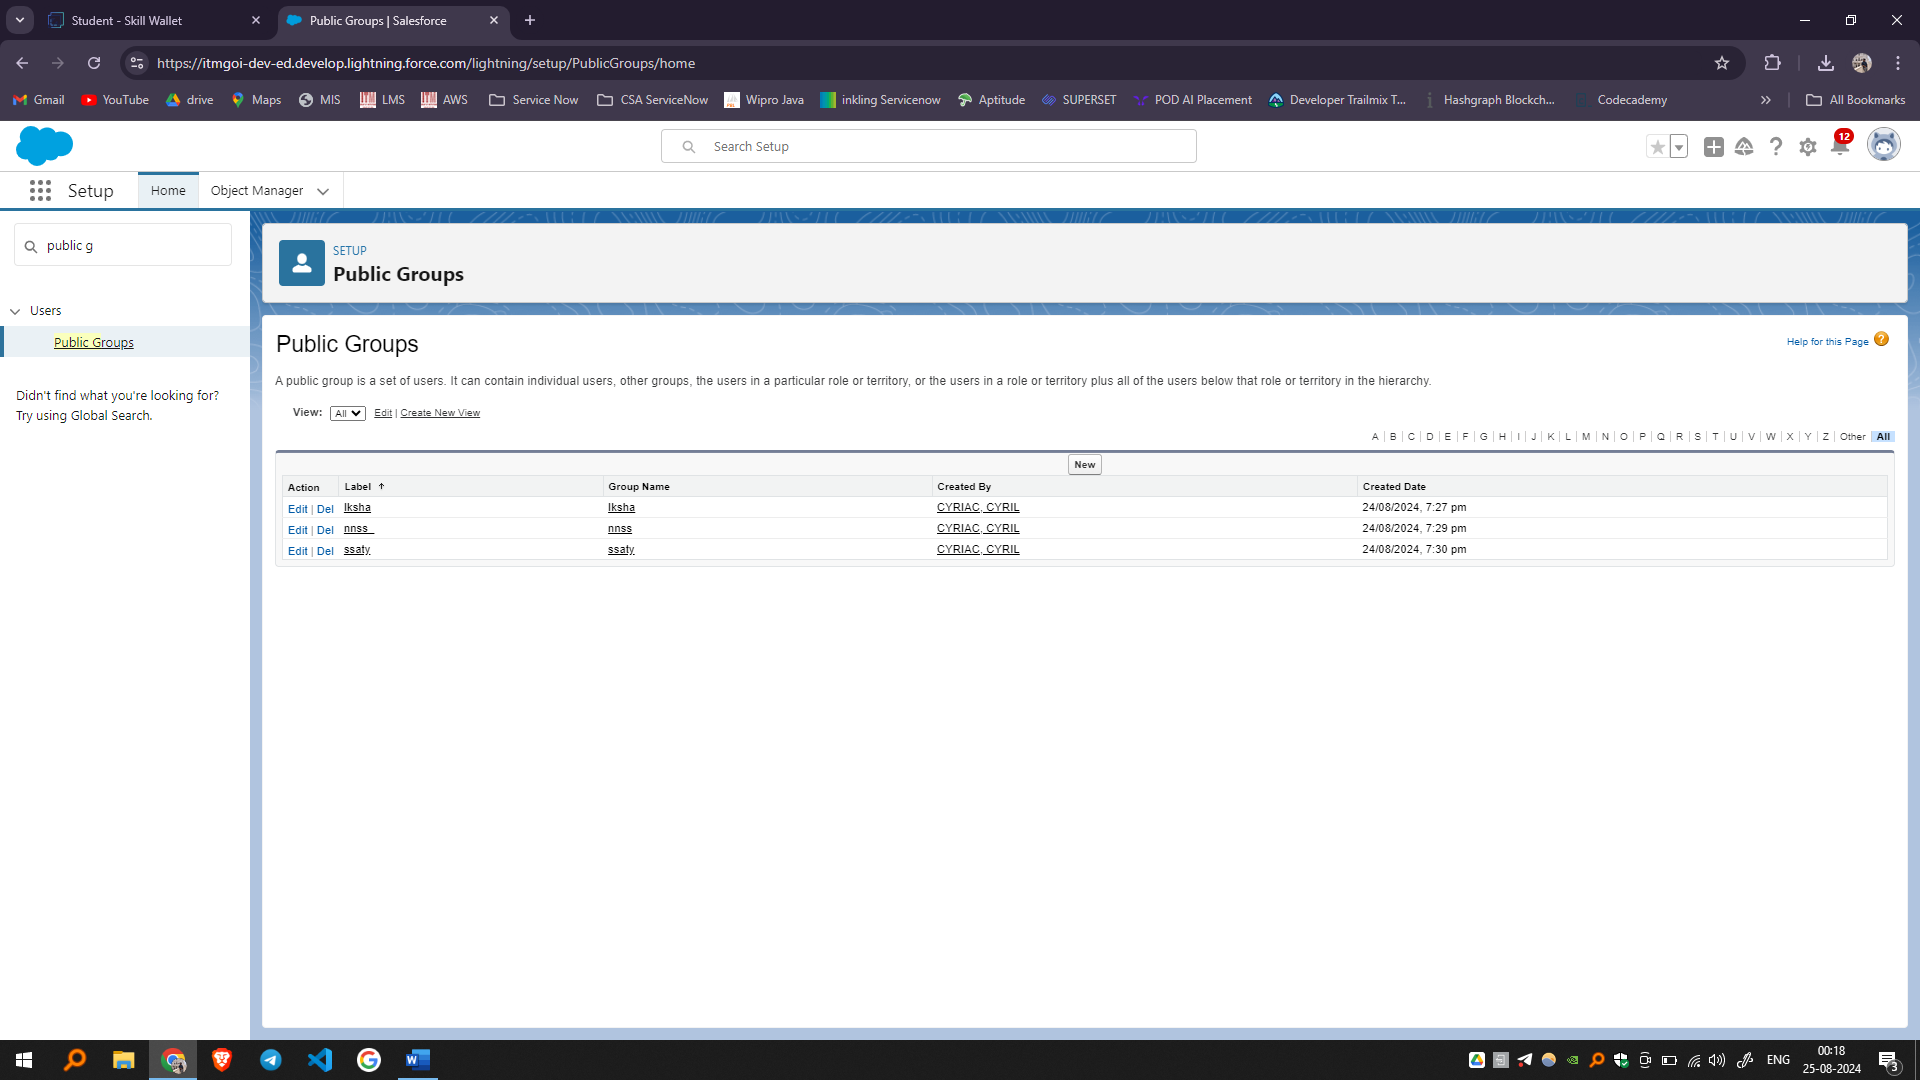 Student - Skill Wallet
Public Groups | Salesforce
https://itmgoi-dev-ed.develop.lightning.force.com/lightning/setup/PublicGroups/home
Gmail YouTube drive Maps MIS LMS AWS Service Now CSA ServiceNow Wipro Java inkling Servicenow Aptitude SUPERSET POD AI Placement Developer Trailmix T... Hashgraph Blockch... Codecademy All Bookmarks
Search Setup
12
Setup Home Object Manager
public g
Users
Public Groups
Didn't find what you're looking for?
Try using Global Search.
SETUP
Public Groups
Public Groups
Help for this Page
A public group is a set of users. It can contain individual users, other groups, the users in a particular role or territory, or the users in a role or territory plus all of the users below that role or territory in the hierarchy.
View: All Edit | Create New View
A | B | C | D | E | F | G | H | I | J | K | L | M | N | O | P | Q | R | S | T | U | V | W | X | Y | Z | Other All
New
Action Label Group Name Created By Created Date
Edit | Del lksha lksha CYRIAC, CYRIL 24/08/2024, 7:27 pm
Edit | Del nnss_ nnss CYRIAC, CYRIL 24/08/2024, 7:29 pm
Edit | Del ssaty ssaty CYRIAC, CYRIL 24/08/2024, 7:30 pm
ENG
00:18
25-08-2024
3